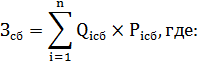 З_сб = ∑_{i=1}^{n} Q_iсб × P_iсб, где: